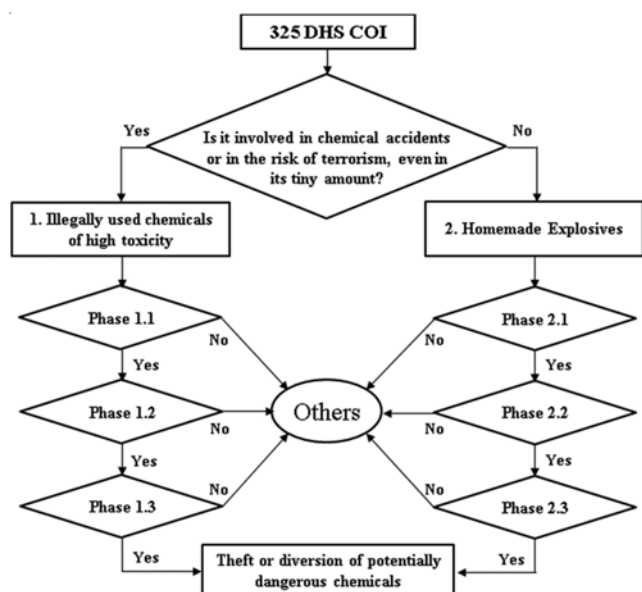 325 DHS COI
Yes
Is it involved in chemical accidents
or in the risk of terrorism, even in
its tiny amount?
No
1. Illegally used chemicals
of high toxicity
2. Homemade Explosives
Phase 1.1
No
Yes
Phase 2.1
No
Yes
Phase 1.2
No
Yes
Others
Phase 2.2
No
Yes
Phase 1.3
No
Yes
Phase 2.3
No
Yes
Theft or diversion of potentially
dangerous chemicals